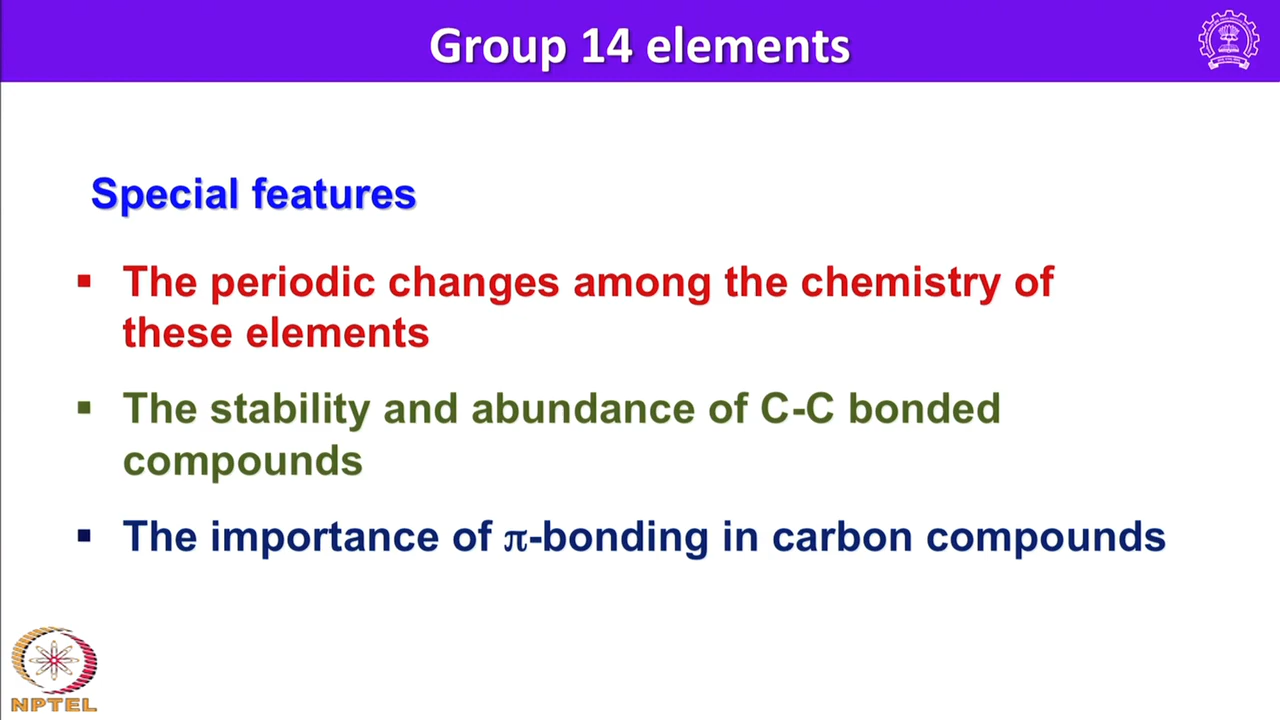 Group 14 elements
Special features
▪ The periodic changes among the chemistry of
these elements
▪ The stability and abundance of C-C bonded
compounds
▪ The importance of π-bonding in carbon compounds
NPTEL